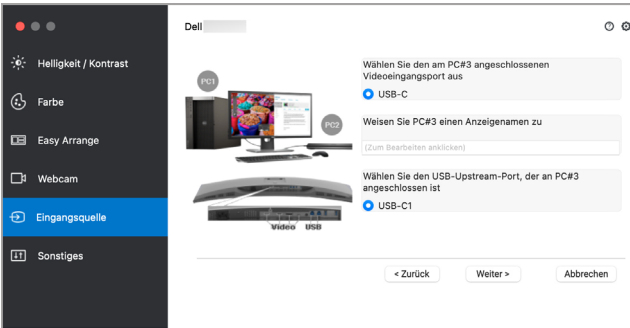 Dell
Helligkeit / Kontrast
Farbe
Easy Arrange
Webcam
Eingangsquelle
Sonstiges
PC1
PC2
Video USB
Wählen Sie den am PC#3 angeschlossenen
Videoeingangsport aus
USB-C
Weisen Sie PC#3 einen Anzeigenamen zu
(Zum Bearbeiten anklicken)
Wählen Sie den USB-Upstream-Port, der an PC#3
angeschlossen ist
USB-C1
< Zurück
Weiter >
Abbrechen